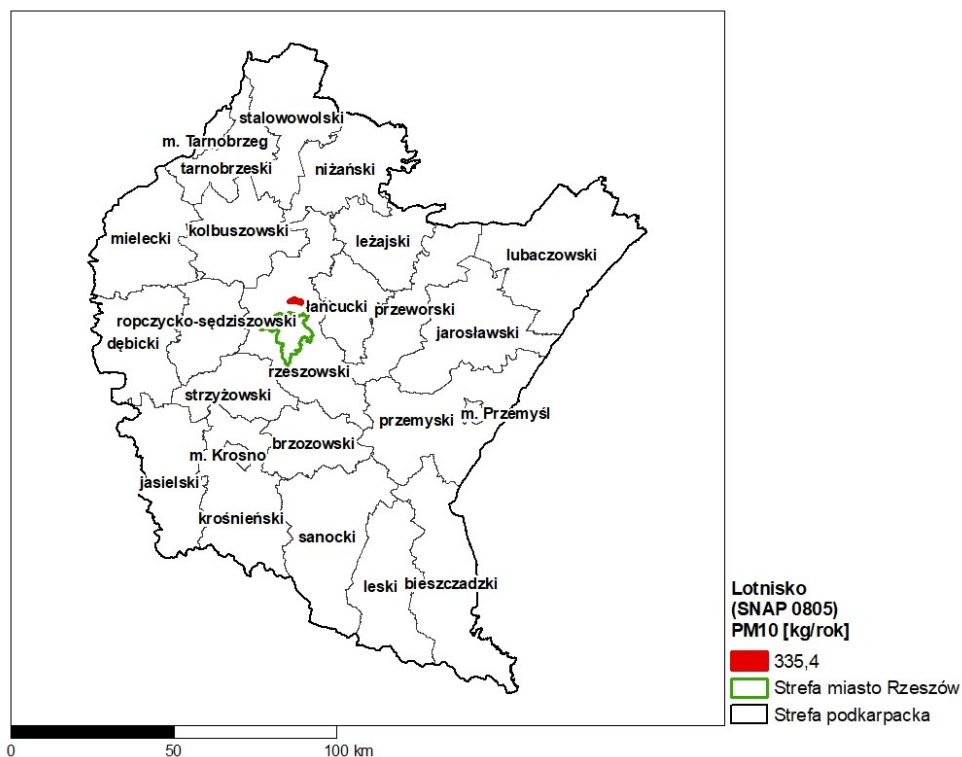 stalowowolski
m. Tarnobrzeg
tarnobrzeski
niżański
kolbuszowski
mielecki
leżajski
lubaczowski
łańcucki
przeworski
ropczycko-sędziszowski
jarosławski
dębicki
rzeszowski
strzyżowski
przemyski
m. Przemyśl
brzozowski
m. Krosno
jasielski
krośnieński
sanocki
leski
bieszczadzki
Lotnisko
(SNAP 0805)
PM10 [kg/rok]
335,4
Strefa miasto Rzeszów
Strefa podkarpacka
0 50 100 km